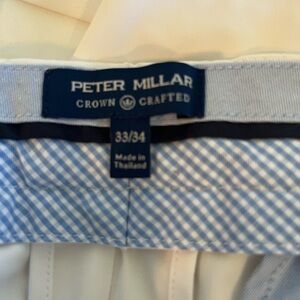 PETER MILLAR
CROWN CRAFTED
33/34
Made in
Thailand